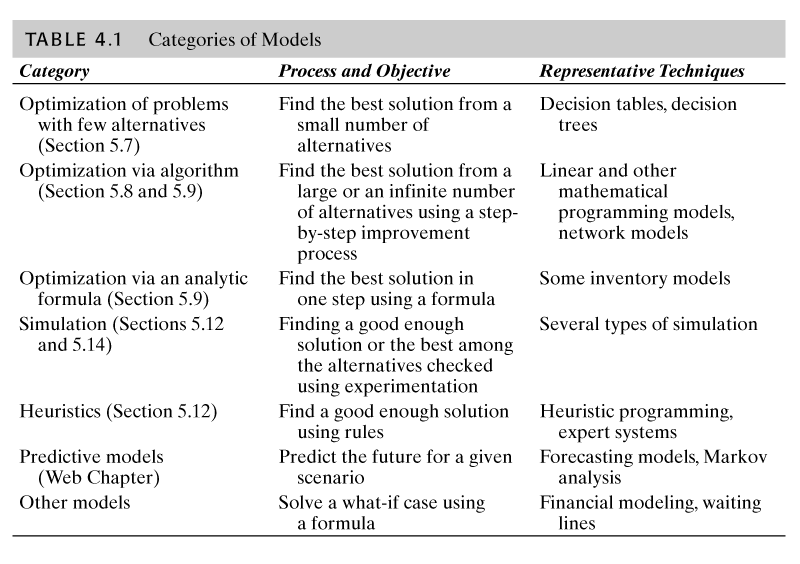 TABLE 4.1 Categories of Models
Category Process and Objective Representative Techniques
Optimization of problems
with few alternatives
(Section 5.7)
Find the best solution from a
small number of
alternatives
Decision tables, decision
trees
Optimization via algorithm
(Section 5.8 and 5.9)
Find the best solution from a
large or an infinite number
of alternatives using a step-
by-step improvement
process
Linear and other
mathematical
programming models,
network models
Optimization via an analytic
formula (Section 5.9)
Find the best solution in
one step using a formula
Some inventory models
Simulation (Sections 5.12
and 5.14)
Finding a good enough
solution or the best among
the alternatives checked
using experimentation
Several types of simulation
Heuristics (Section 5.12)
Find a good enough solution
using rules
Heuristic programming,
expert systems
Predictive models
(Web Chapter)
Predict the future for a given
scenario
Forecasting models, Markov
analysis
Other models
Solve a what-if case using
a formula
Financial modeling, waiting
lines